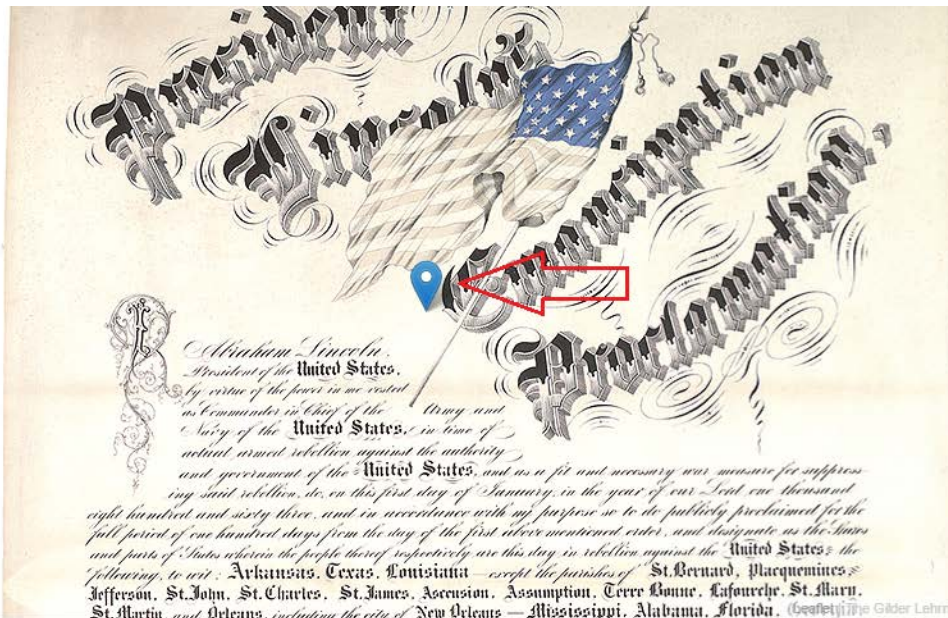 President
Lincoln's
Emancipation
Proclamation.
I
Abraham Lincoln,
President of the United States,
by virtue of the power in me vested
as Commander in Chief of the Army and
Navy of the United States, in time of
actual armed rebellion against the authority
and government of the United States, and as a fit and necessary war measure for suppress-
ing said rebellion, do, on this first day of January, in the year of our Lord one thousand
eight hundred and sixty three, and in accordance with my purpose so to do publicly proclaimed for the
full period of one hundred days from the day of the first above mentioned order, and designate as the States
and parts of States wherein the people thereof respectively are this day in rebellion against the United States: the
following, to wit: Arkansas, Texas, Louisiana — except the parishes of St. Bernard, Placquemines
Jefferson, St. John, St. Charles, St. James, Ascension, Assumption, Terre Bonne, Lafourche, St. Mary,
St. Martin and Orleans, including the city of New Orleans — Mississippi, Alabama, Florida,
Leaflet | The Gilder Lehrm